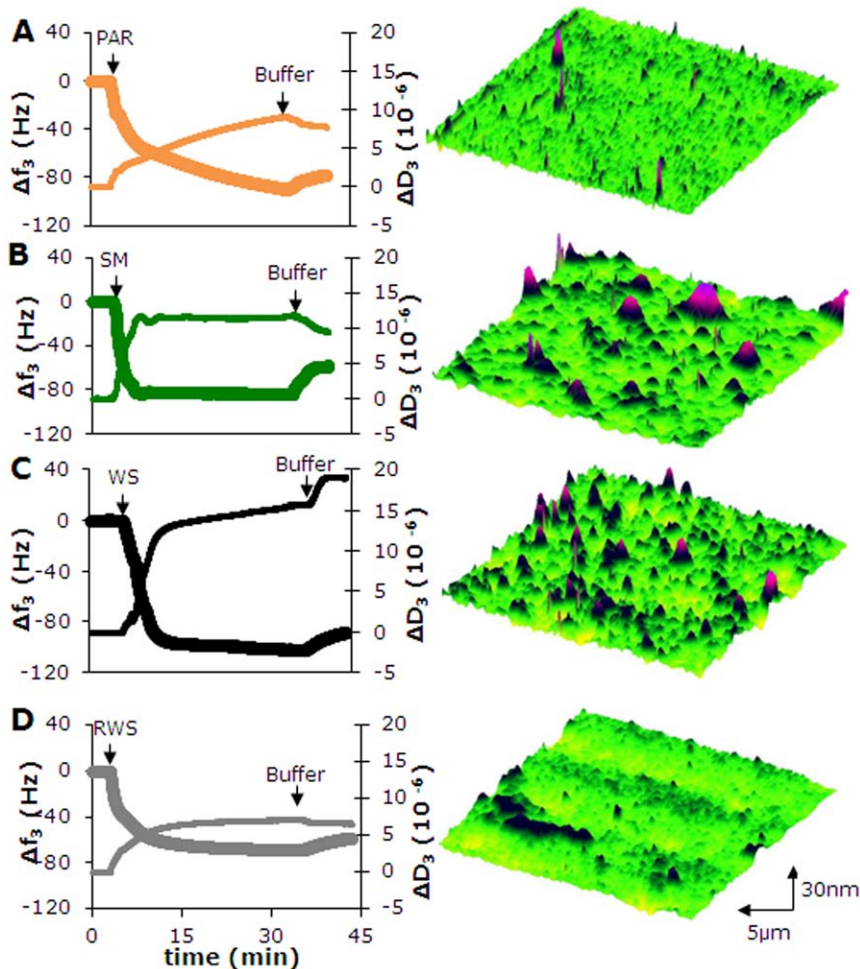 A
PAR
Buffer
40
0
-40
-80
-120
20
15
10
5
0
-5
Δf3 (Hz)
ΔD3 (10-6)
B
SM
Buffer
40
0
-40
-80
-120
20
15
10
5
0
-5
Δf3 (Hz)
ΔD3 (10-6)
C
WS
Buffer
40
0
-40
-80
-120
20
15
10
5
0
-5
Δf3 (Hz)
ΔD3 (10-6)
D
RWS
Buffer
40
0
-40
-80
-120
20
15
10
5
0
-5
Δf3 (Hz)
ΔD3 (10-6)
0 15 30 45
time (min)
30nm
5µm